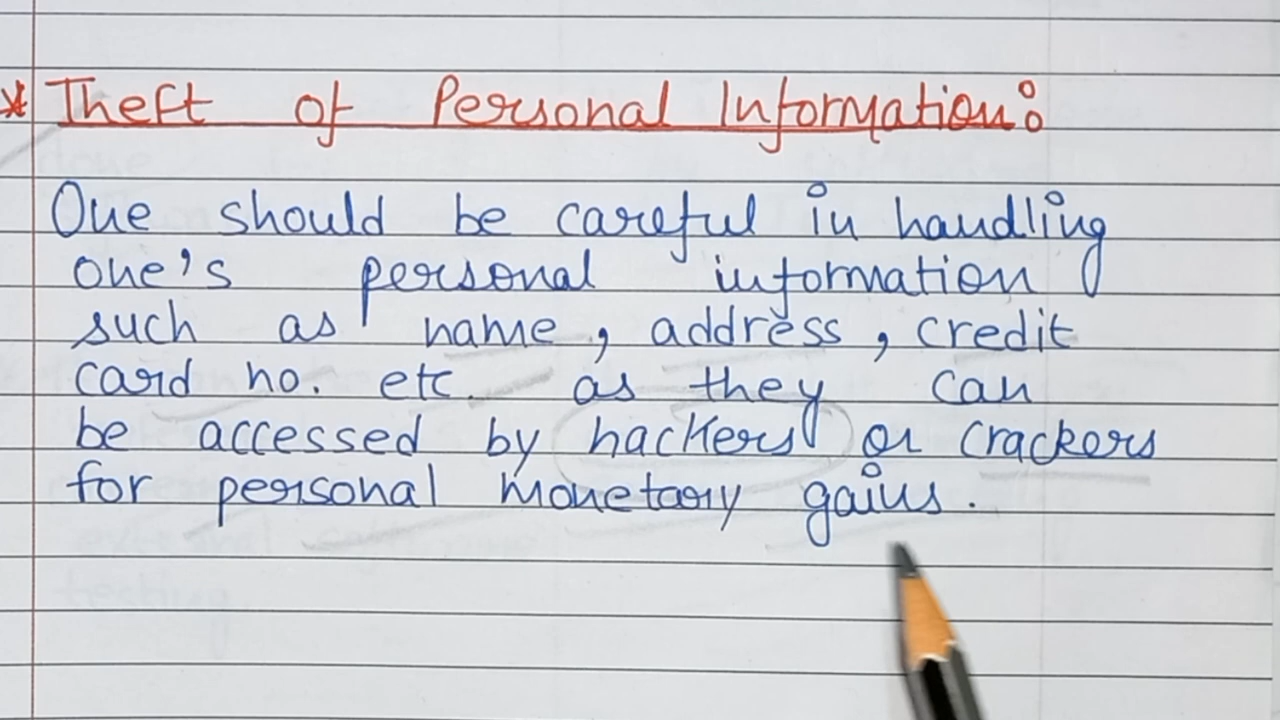 * Theft of Personal Information:
One should be careful in handling
one's personal information
such as name, address, credit
card no. etc. as they can
be accessed by hackers or crackers
for personal monetary gains.